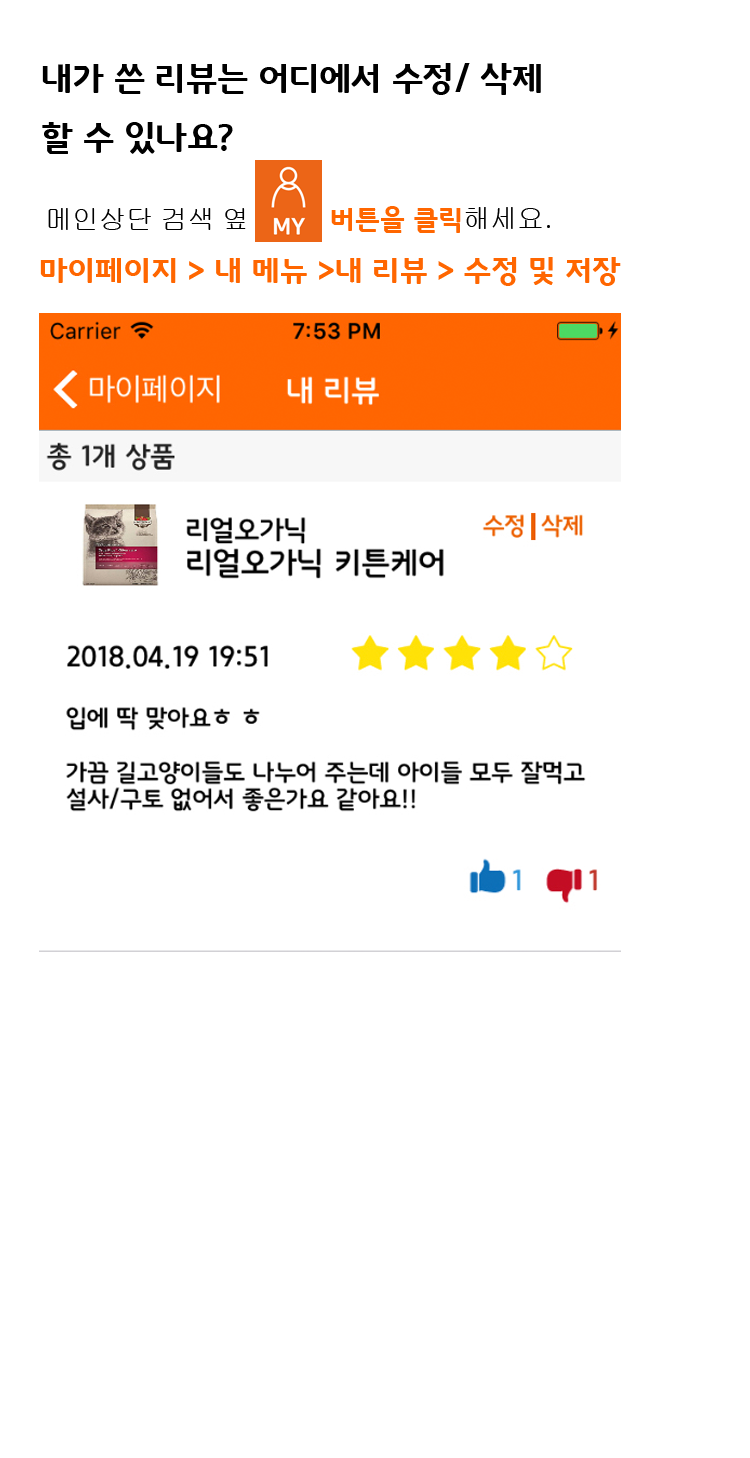 내가 쓴 리뷰는 어디에서 수정/ 삭제
할 수 있나요?
메인상단 검색 옆 MY 버튼을 클릭해세요.
마이페이지 > 내 메뉴 >내 리뷰 > 수정 및 저장
Carrier 7:53 PM
마이페이지 내 리뷰
총 1개 상품
리얼오가닉 수정|삭제
리얼오가닉 키튼케어
2018.04.19 19:51
입에 딱 맞아요ㅎ ㅎ
가끔 길고양이들도 나누어 주는데 아이들 모두 잘먹고
설사/구토 없어서 좋은가요 같아요!!
1 1